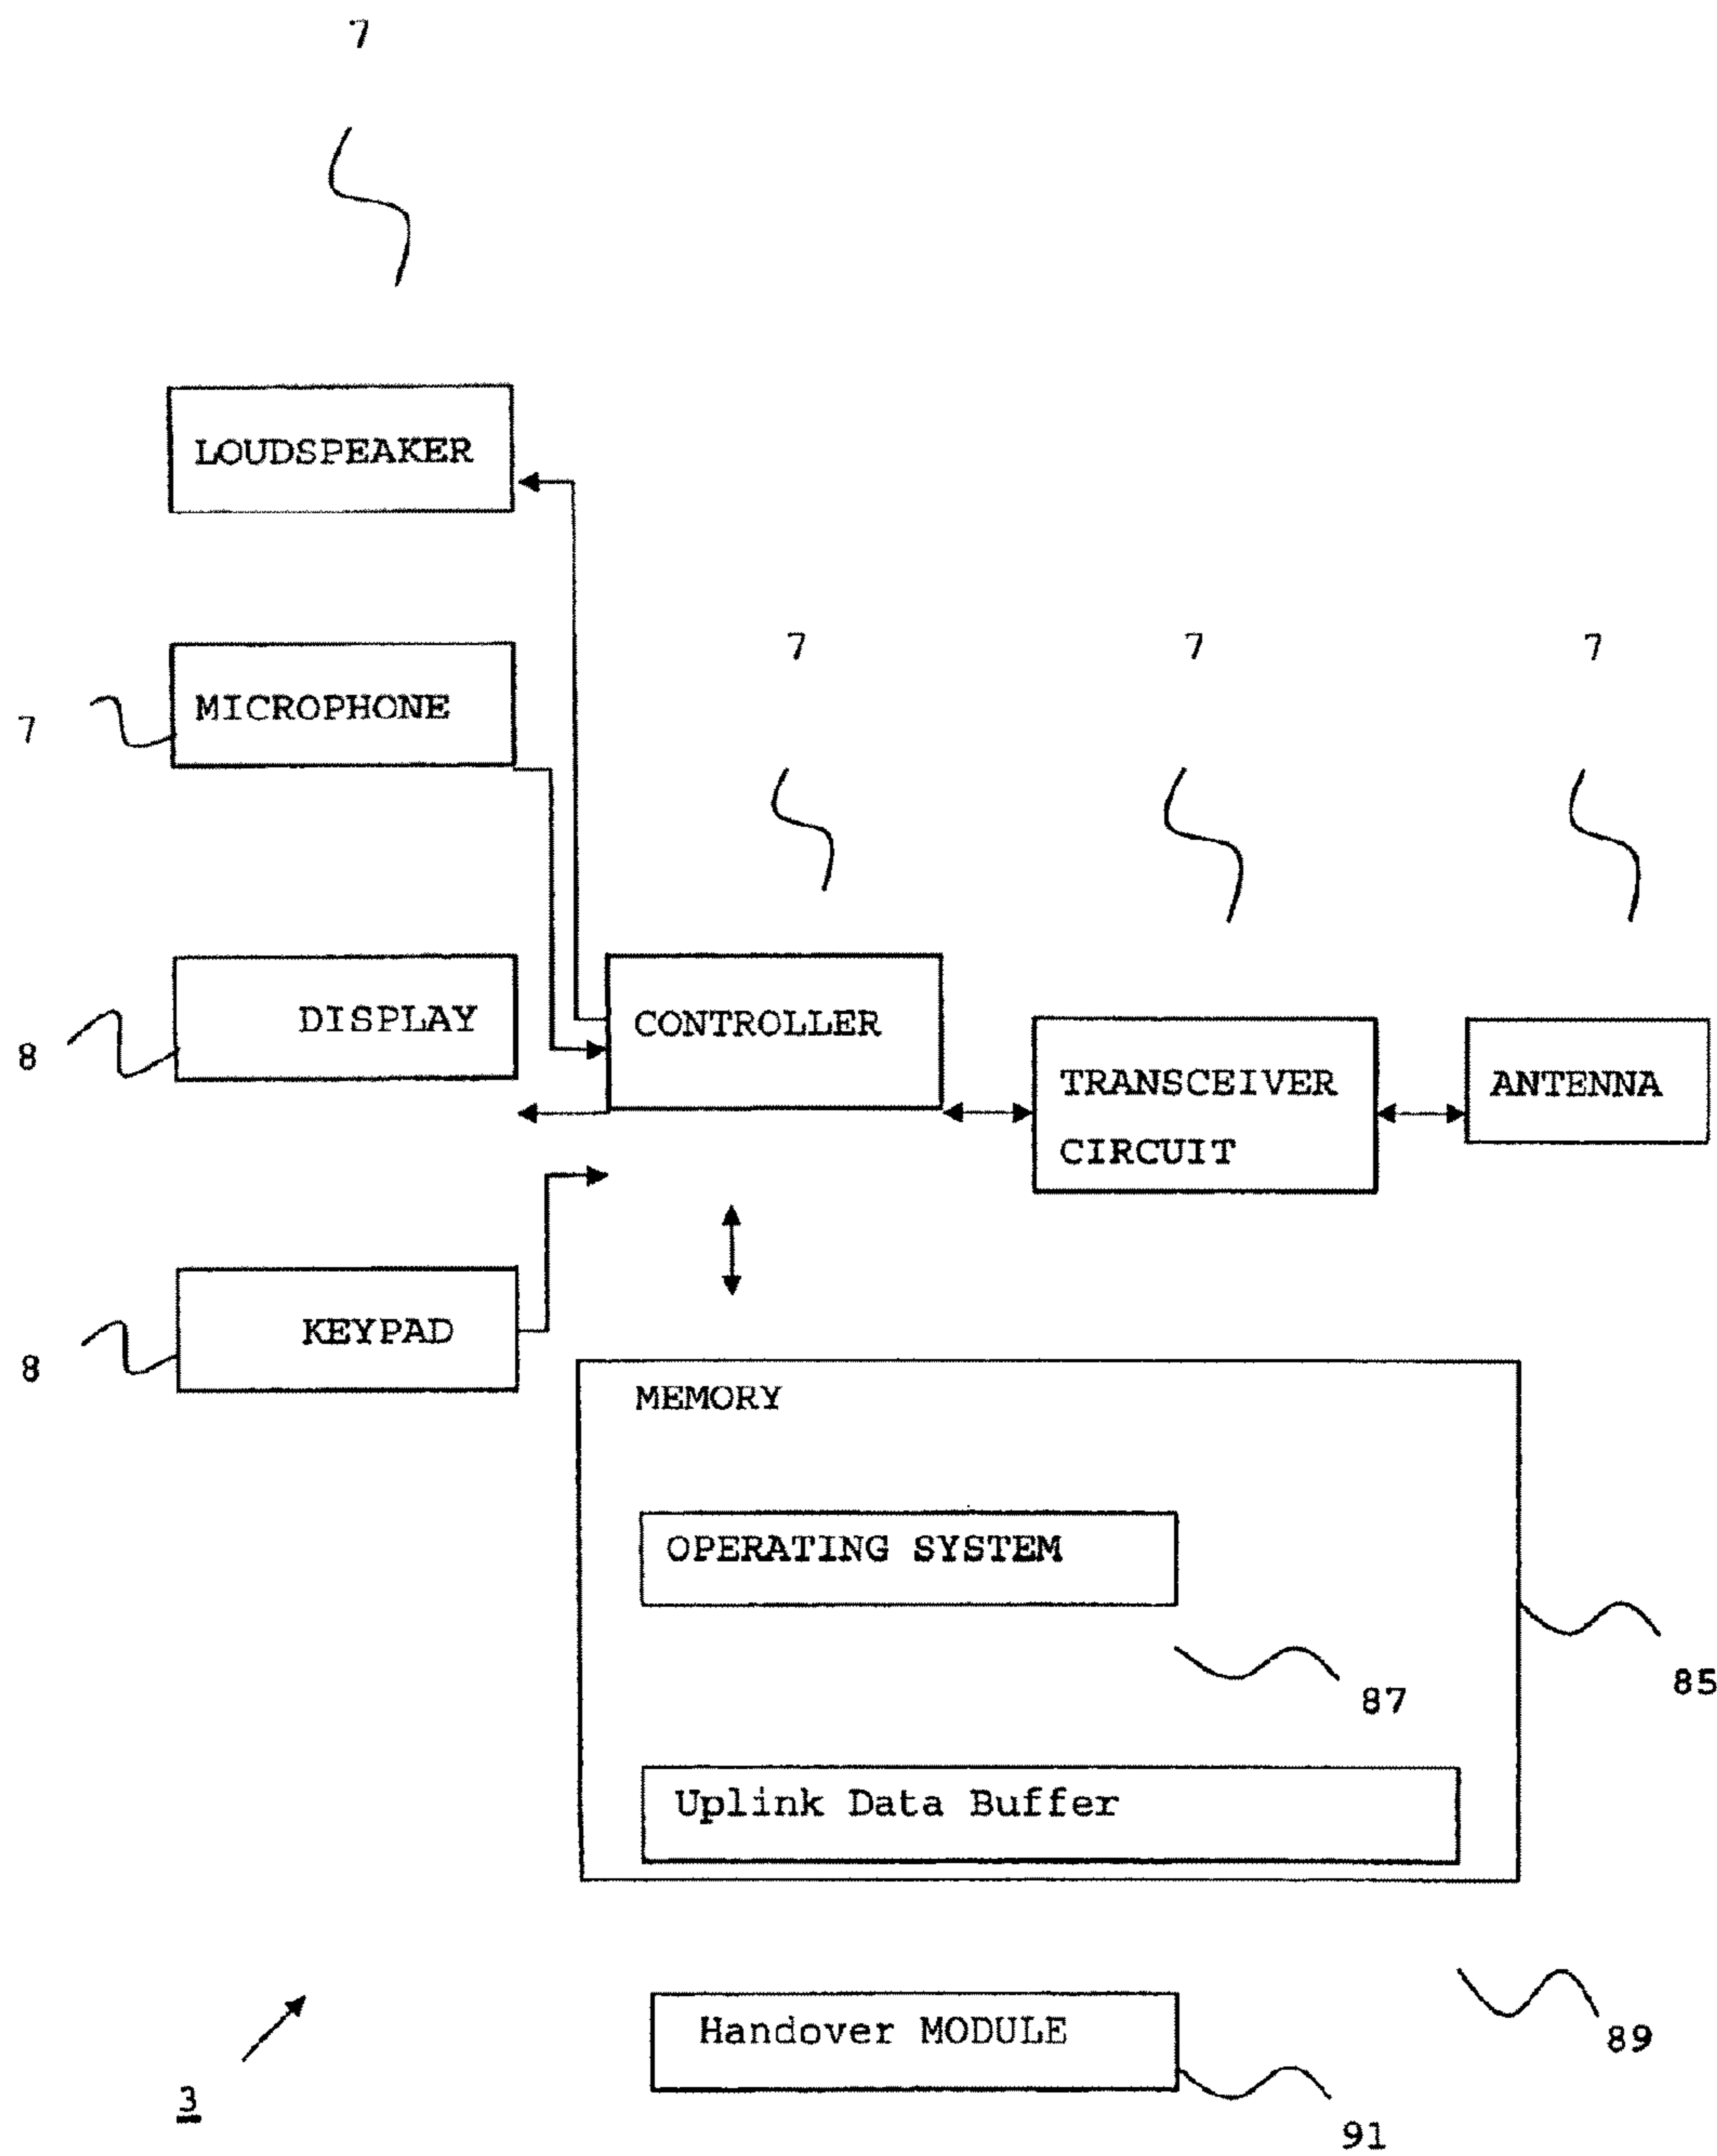 7
LOUDSPEAKER
7
7
7
MICROPHONE
7
DISPLAY
CONTROLLER
8
TRANSCEIVER
CIRCUIT
ANTENNA
KEYPAD
8
MEMORY
OPERATING SYSTEM
85
87
Uplink Data Buffer
Handover MODULE
89
3
91